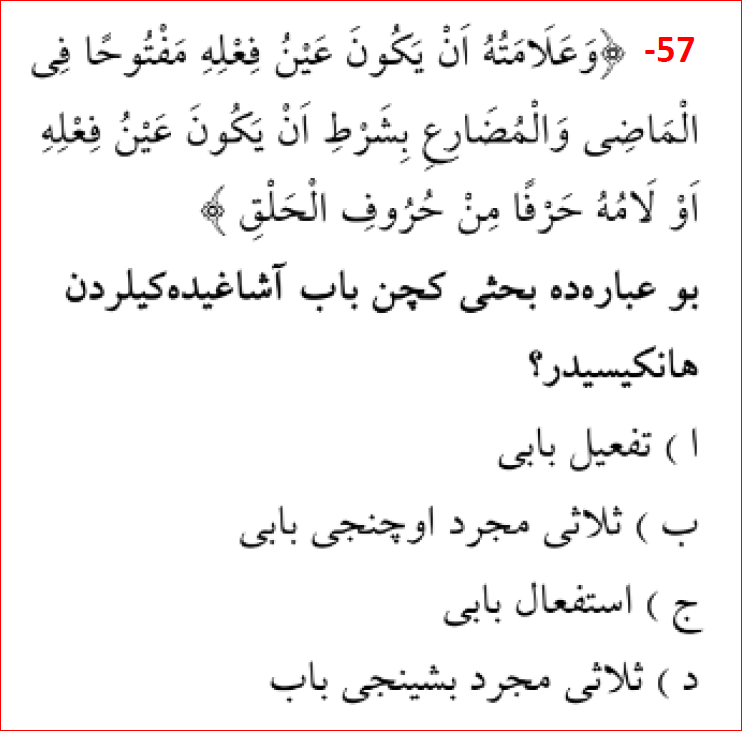 57- ﴿وَعَلَامَتُهُ اَنْ يَكُونَ عَيْنُ فِعْلِهِ مَفْتُوحًا فِى
الْمَاضِى وَالْمُضَارِعِ بِشَرْطِ اَنْ يَكُونَ عَيْنُ فِعْلِهِ
اَوْ لَامُهُ حَرْفًا مِنْ حُرُوفِ الْحَلْقِ ﴾
بو عباره‌ده بحثى كچن باب آشاغيده‌كيلردن
هانكيسيدر؟
ا ) تفعيل بابى
ب ) ثلاثى مجرد اوچنجى بابى
ج ) استفعال بابى
د ) ثلاثى مجرد بشينجى باب